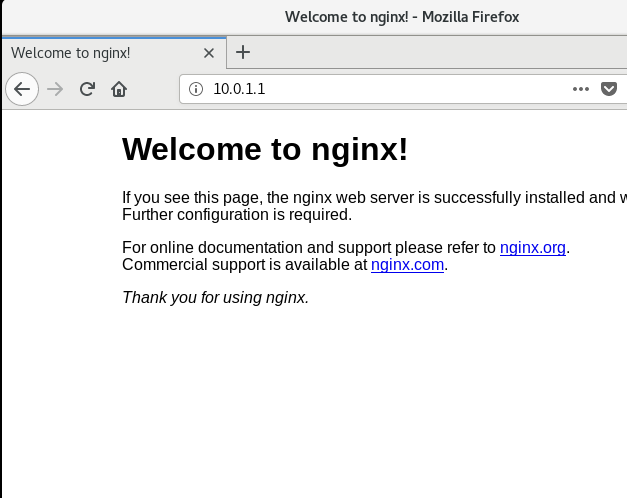 Welcome to nginx! - Mozilla Firefox
Welcome to nginx!
10.0.1.1
Welcome to nginx!
If you see this page, the nginx web server is successfully installed and
Further configuration is required.
For online documentation and support please refer to nginx.org.
Commercial support is available at nginx.com.
Thank you for using nginx.